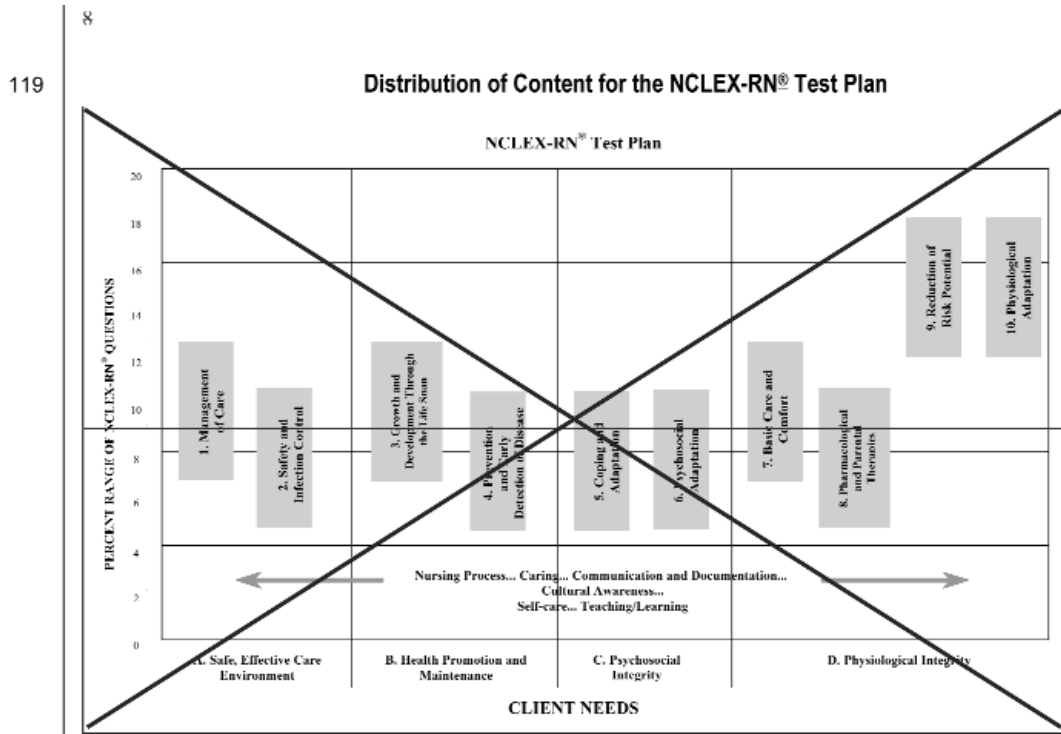 ∞
119
Distribution of Content for the NCLEX-RN® Test Plan
NCLEX-RN® Test Plan
20
18
16
14
12
10
8
6
4
2
0
PERCENT RANGE OF NCLEX-RN® QUESTIONS
1. Management
of Care
2. Safety and
Infection Control
3. Growth and
Development Through
the Life Span
4. Prevention
and Early
Detection of Disease
5. Coping and
Adaptation
6. Psychosocial
Adaptation
7. Basic Care and
Comfort
8. Pharmacological
and Parental
Therapies
9. Reduction of
Risk Potential
10. Physiological
Adaptation
Nursing Process... Caring... Communication and Documentation...
Cultural Awareness...
Self-care... Teaching/Learning
A. Safe, Effective Care
Environment
B. Health Promotion and
Maintenance
C. Psychosocial
Integrity
D. Physiological Integrity
CLIENT NEEDS